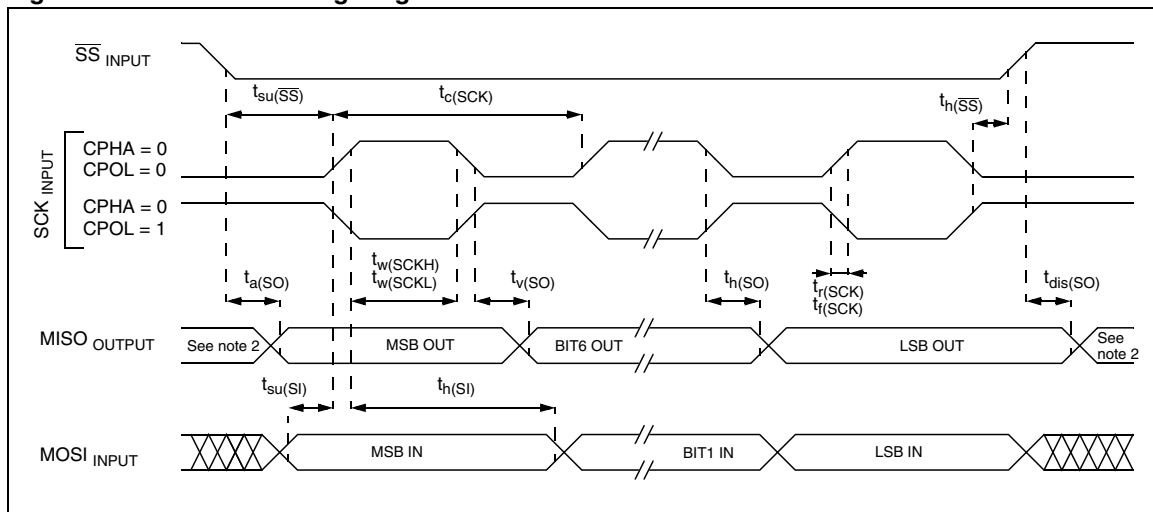 SS INPUT
tsu(SS)
tc(SCK)
th(SS)
SCK INPUT
CPHA = 0
CPOL = 0
CPHA = 0
CPOL = 1
ta(SO)
tw(SCKH)
tw(SCKL)
tv(SO)
th(SO)
tr(SCK)
tf(SCK)
tdis(SO)
MISO OUTPUT
See note 2
MSB OUT
BIT6 OUT
LSB OUT
See
note 2
tsu(SI)
th(SI)
MOSI INPUT
MSB IN
BIT1 IN
LSB IN